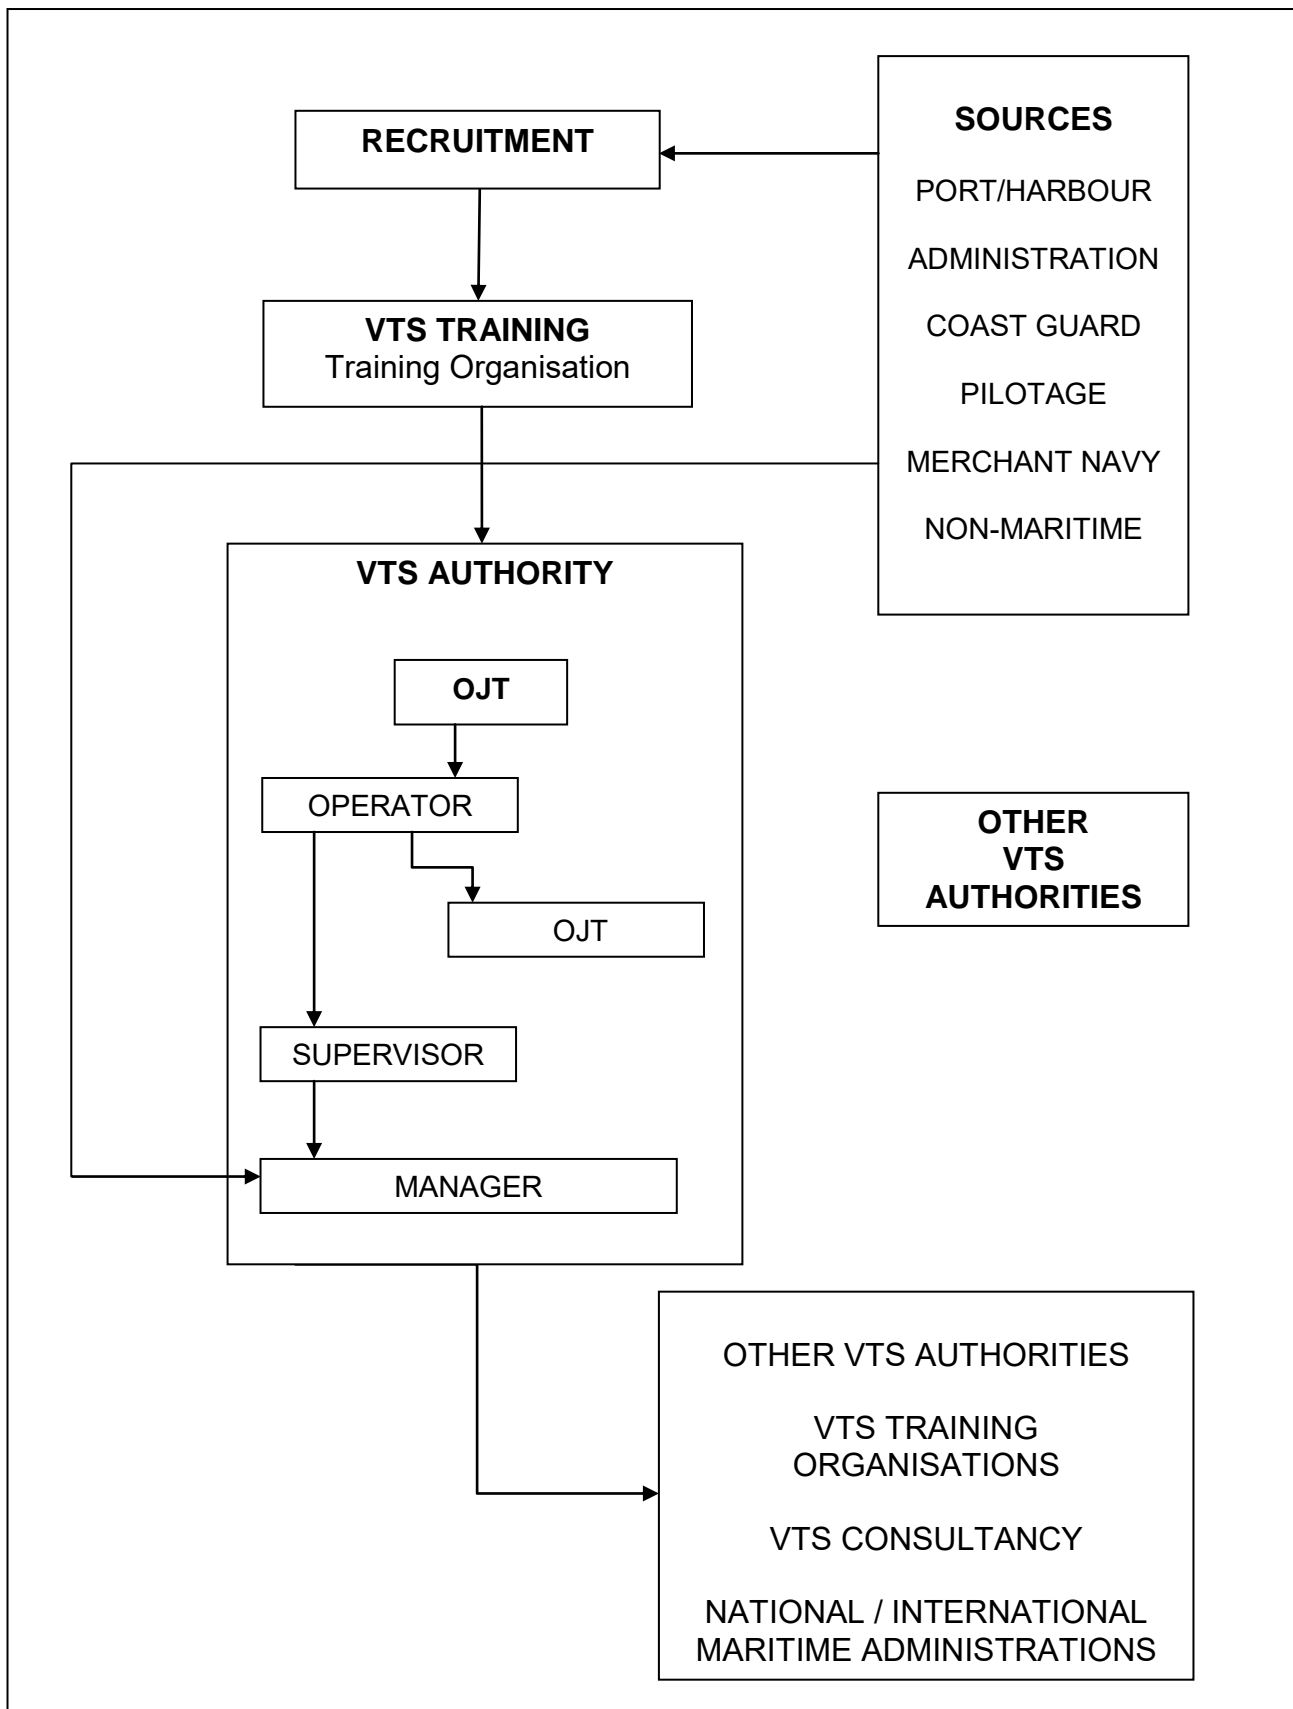 RECRUITMENT
SOURCES
PORT/HARBOUR
ADMINISTRATION
COAST GUARD
PILOTAGE
MERCHANT NAVY
NON-MARITIME
VTS TRAINING
Training Organisation
VTS AUTHORITY
OJT
OPERATOR
OJT
SUPERVISOR
MANAGER
OTHER
VTS
AUTHORITIES
OTHER VTS AUTHORITIES
VTS TRAINING
ORGANISATIONS
VTS CONSULTANCY
NATIONAL / INTERNATIONAL
MARITIME ADMINISTRATIONS